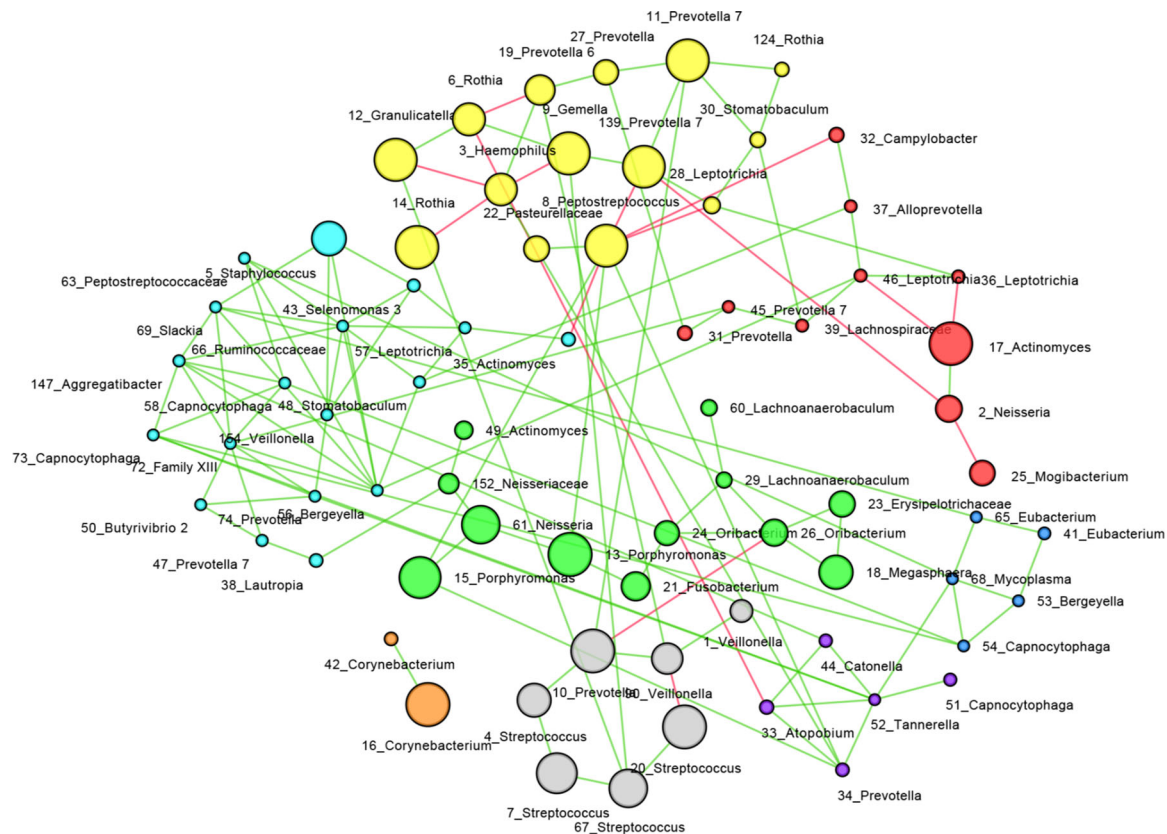 11_Prevotella 7
27_Prevotella
124_Rothia
19_Prevotella 6
6_Rothia
9_Gemella
30_Stomatobaculum
12_Granulicatella
139_Prevotella 7
32_Campylobacter
3_Haemophilus
28_Leptotrichia
8_Peptostreptococcus
14_Rothia
22_Pasteurellaceae
37_Alloprevotella
5_Staphylococcus
63_Peptostreptococcaceae
46_Leptotrichia
36_Leptotrichia
43_Selenomonas 3
45_Prevotella 7
69_Slackia
39_Lachnospiraceae
31_Prevotella
17_Actinomyces
66_Ruminococcaceae
57_Leptotrichia
35_Actinomyces
147_Aggregatibacter
58_Capnocytophaga
48_Stomatobaculum
60_Lachnoanaerobaculum
2_Neisseria
49_Actinomyces
154_Veillonella
73_Capnocytophaga
72_Family XIII
25_Mogibacterium
29_Lachnoanaerobaculum
152_Neisseriaceae
23_Erysipelotrichaceae
56_Bergeyella
74_Prevotella
65_Eubacterium
50_Butyrivibrio 2
61_Neisseria
24_Oribacterium
26_Oribacterium
41_Eubacterium
13_Porphyromonas
47_Prevotella 7
18_Megasphaera
15_Porphyromonas
68_Mycoplasma
38_Lautropia
21_Fusobacterium
53_Bergeyella
1_Veillonella
54_Capnocytophaga
42_Corynebacterium
44_Catonella
10_Prevotella
90_Veillonella
51_Capnocytophaga
52_Tannerella
33_Atopobium
4_Streptococcus
16_Corynebacterium
20_Streptococcus
34_Prevotella
7_Streptococcus
67_Streptococcus